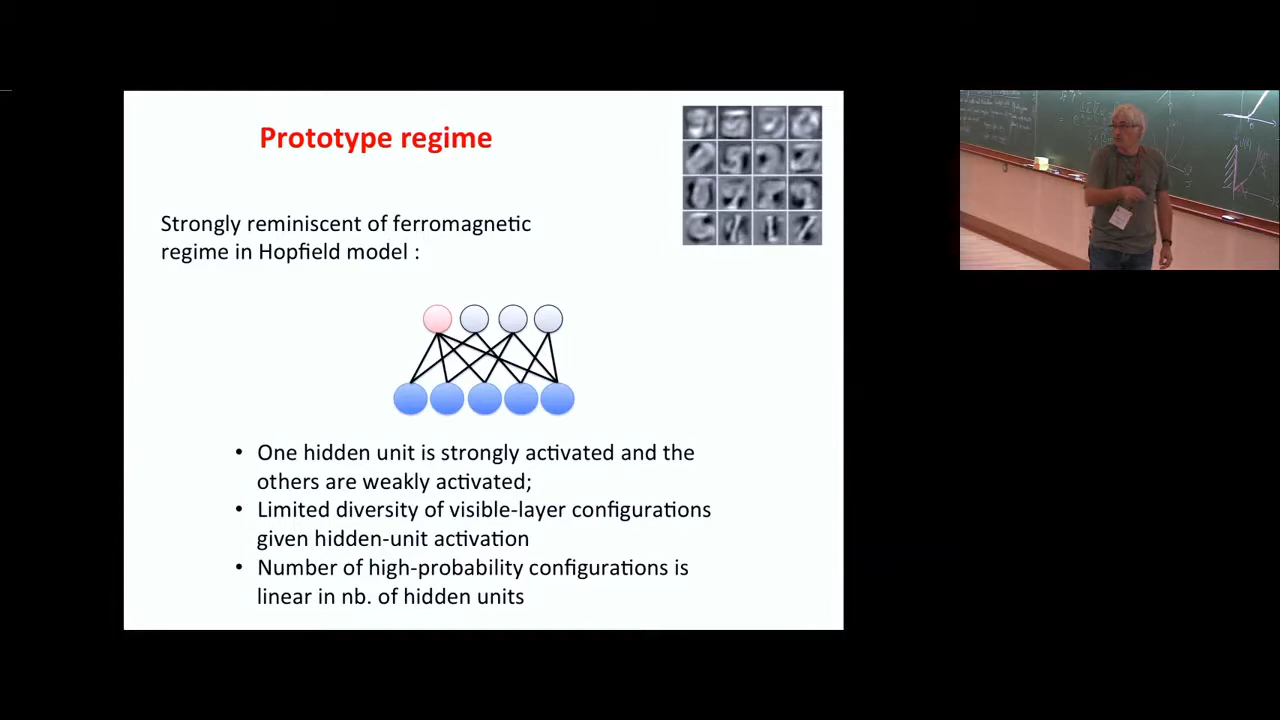 Prototype regime
Strongly reminiscent of ferromagnetic
regime in Hopfield model :
• One hidden unit is strongly activated and the
others are weakly activated;
• Limited diversity of visible-layer configurations
given hidden-unit activation
• Number of high-probability configurations is
linear in nb. of hidden units